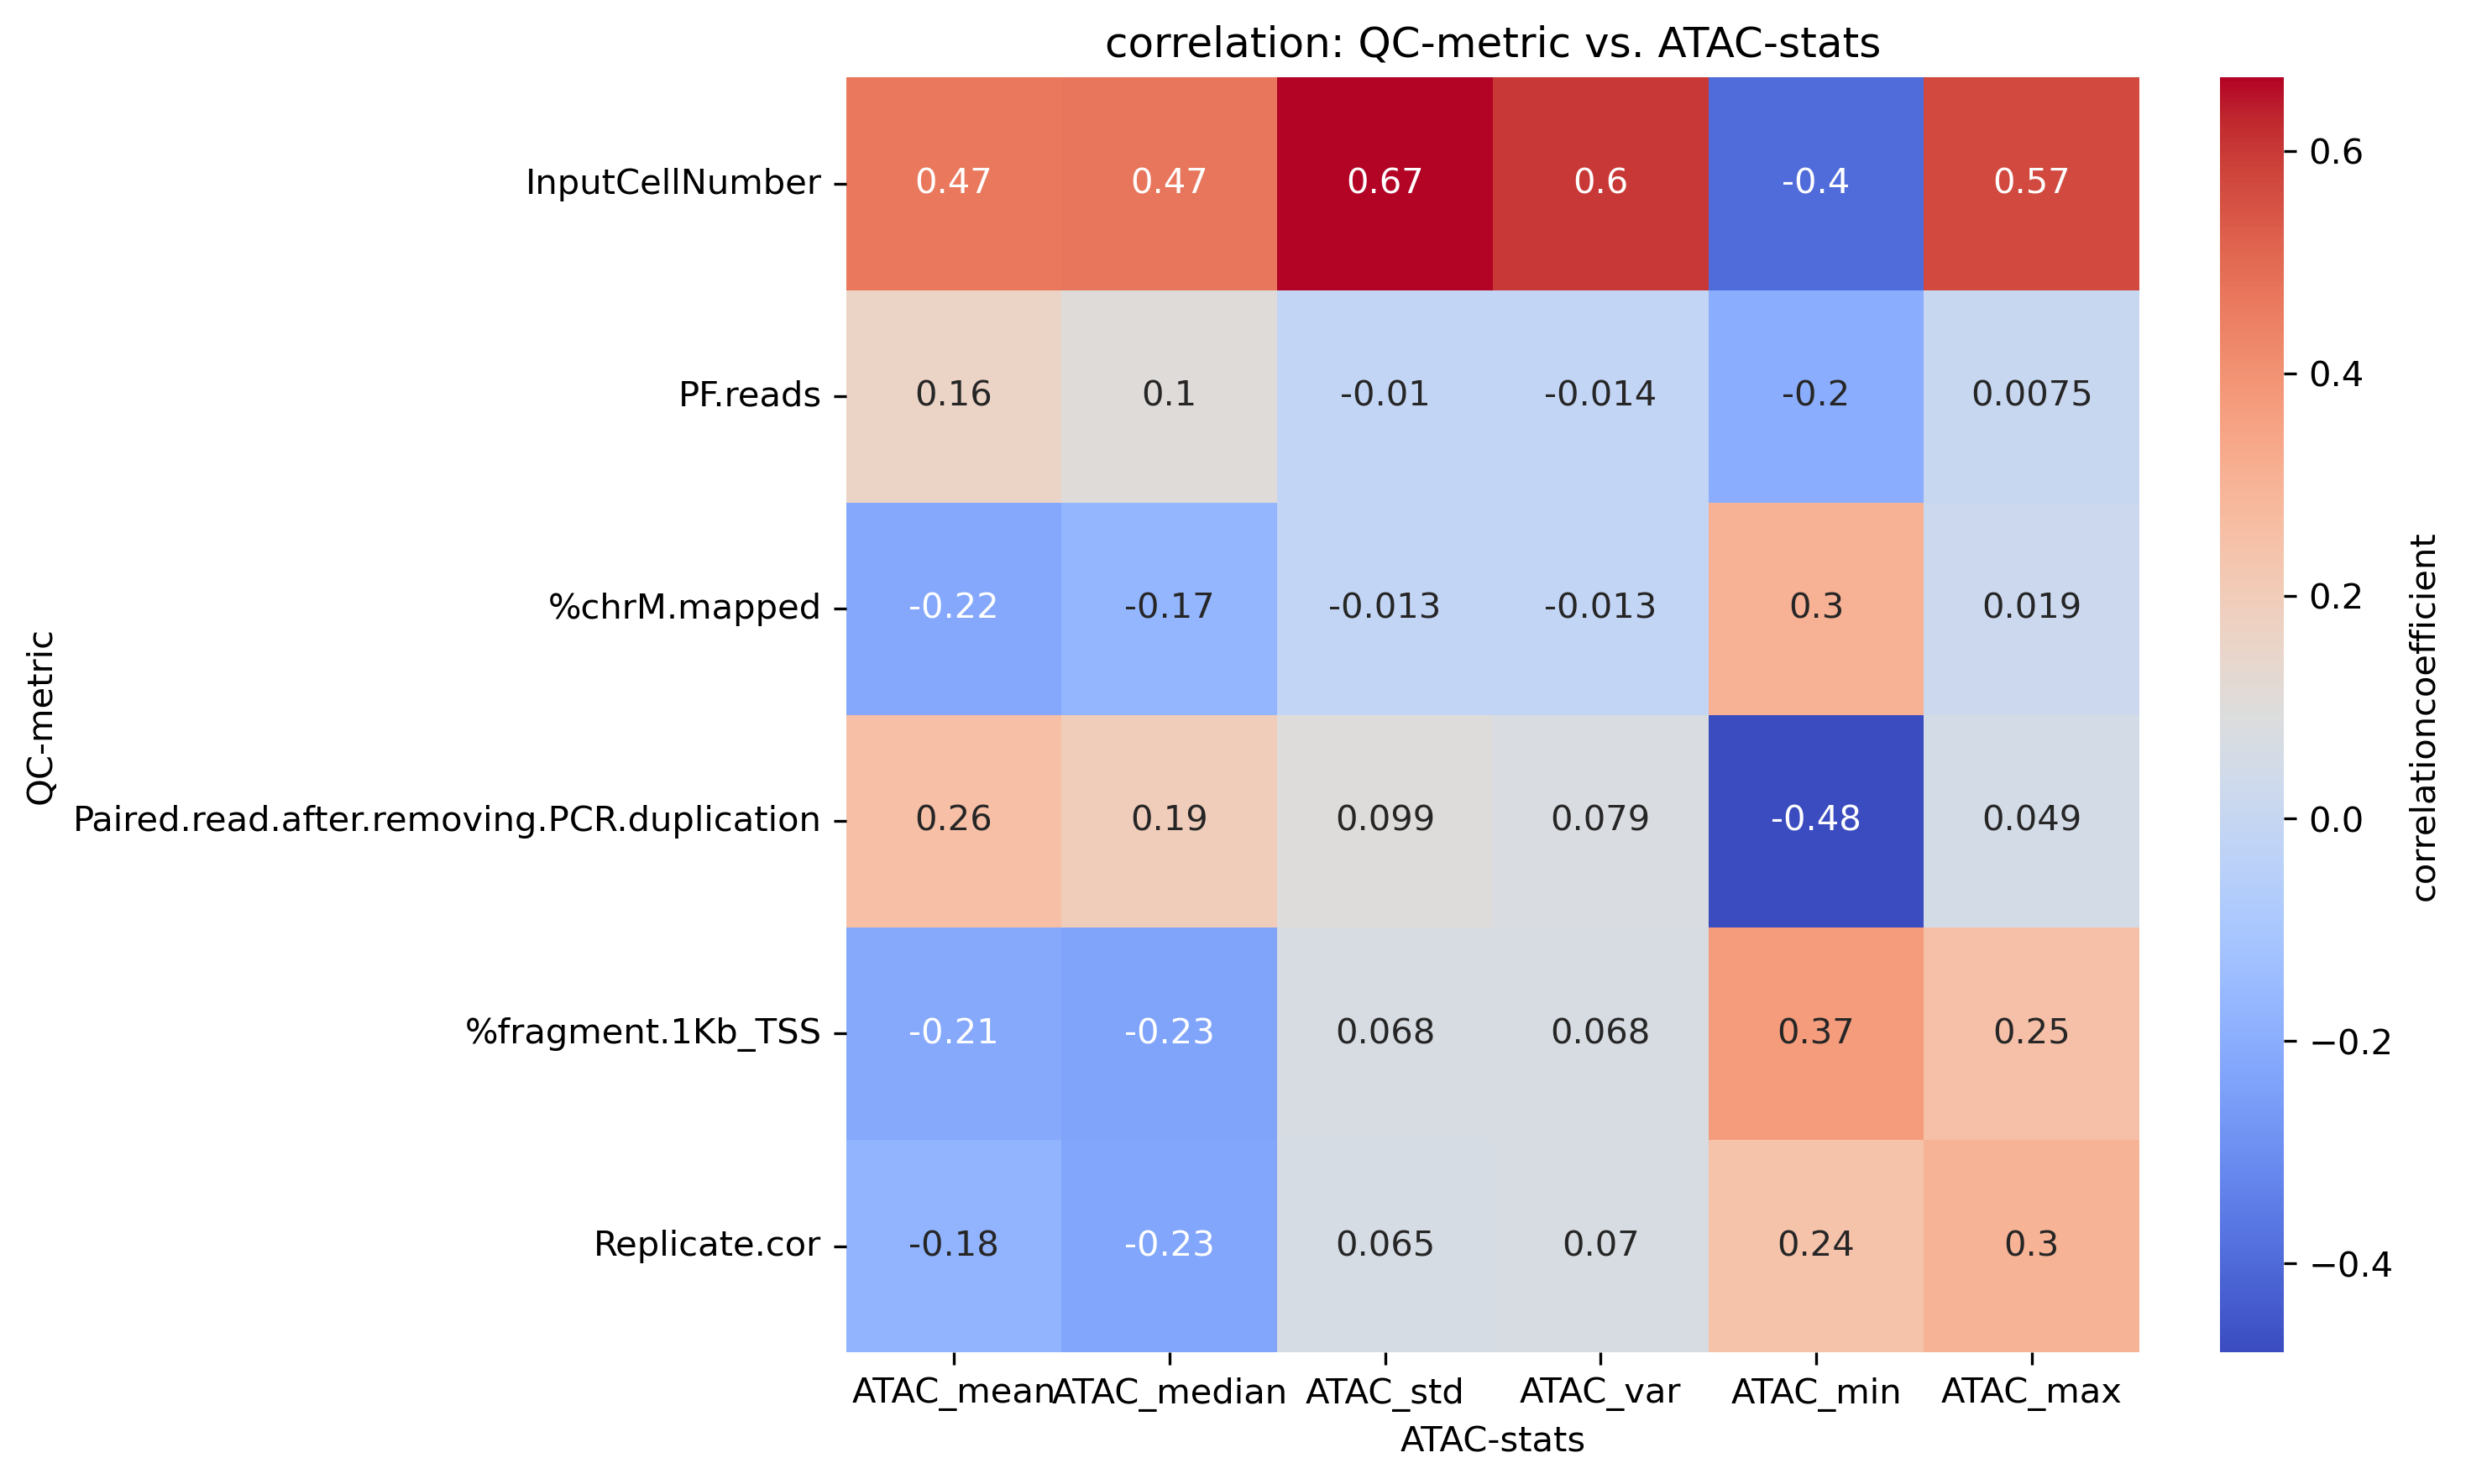 correlation: QC-metric vs. ATAC-stats
InputCellNumber 0.47 0.47 0.67 0.6 -0.4 0.57
PF.reads 0.16 0.1 -0.01 -0.014 -0.2 0.0075
%chrM.mapped -0.22 -0.17 -0.013 -0.013 0.3 0.019
Paired.read.after.removing.PCR.duplication 0.26 0.19 0.099 0.079 -0.48 0.049
%fragment.1Kb_TSS -0.21 -0.23 0.068 0.068 0.37 0.25
Replicate.cor -0.18 -0.23 0.065 0.07 0.24 0.3
ATAC_mean ATAC_median ATAC_std ATAC_var ATAC_min ATAC_max
ATAC-stats
QC-metric
0.6
0.4
0.2
0.0
−0.2
−0.4
correlationcoefficient